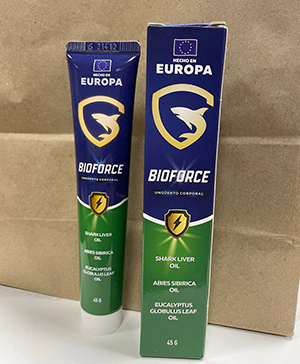 HECHO EN
EUROPA
BIOFORCE
UNGÜENTO CORPORAL
SHARK LIVER
OIL
ABIES SIBIRICA
OIL
EUCALYPTUS
GLOBULUS LEAF
OIL
45 G
HECHO EN
EUROPA
BIOFORCE
UNGÜENTO CORPORAL
SHARK LIVER
OIL
ABIES SIBIRICA
OIL
EUCALYPTUS
GLOBULUS LEAF
OIL
45 G